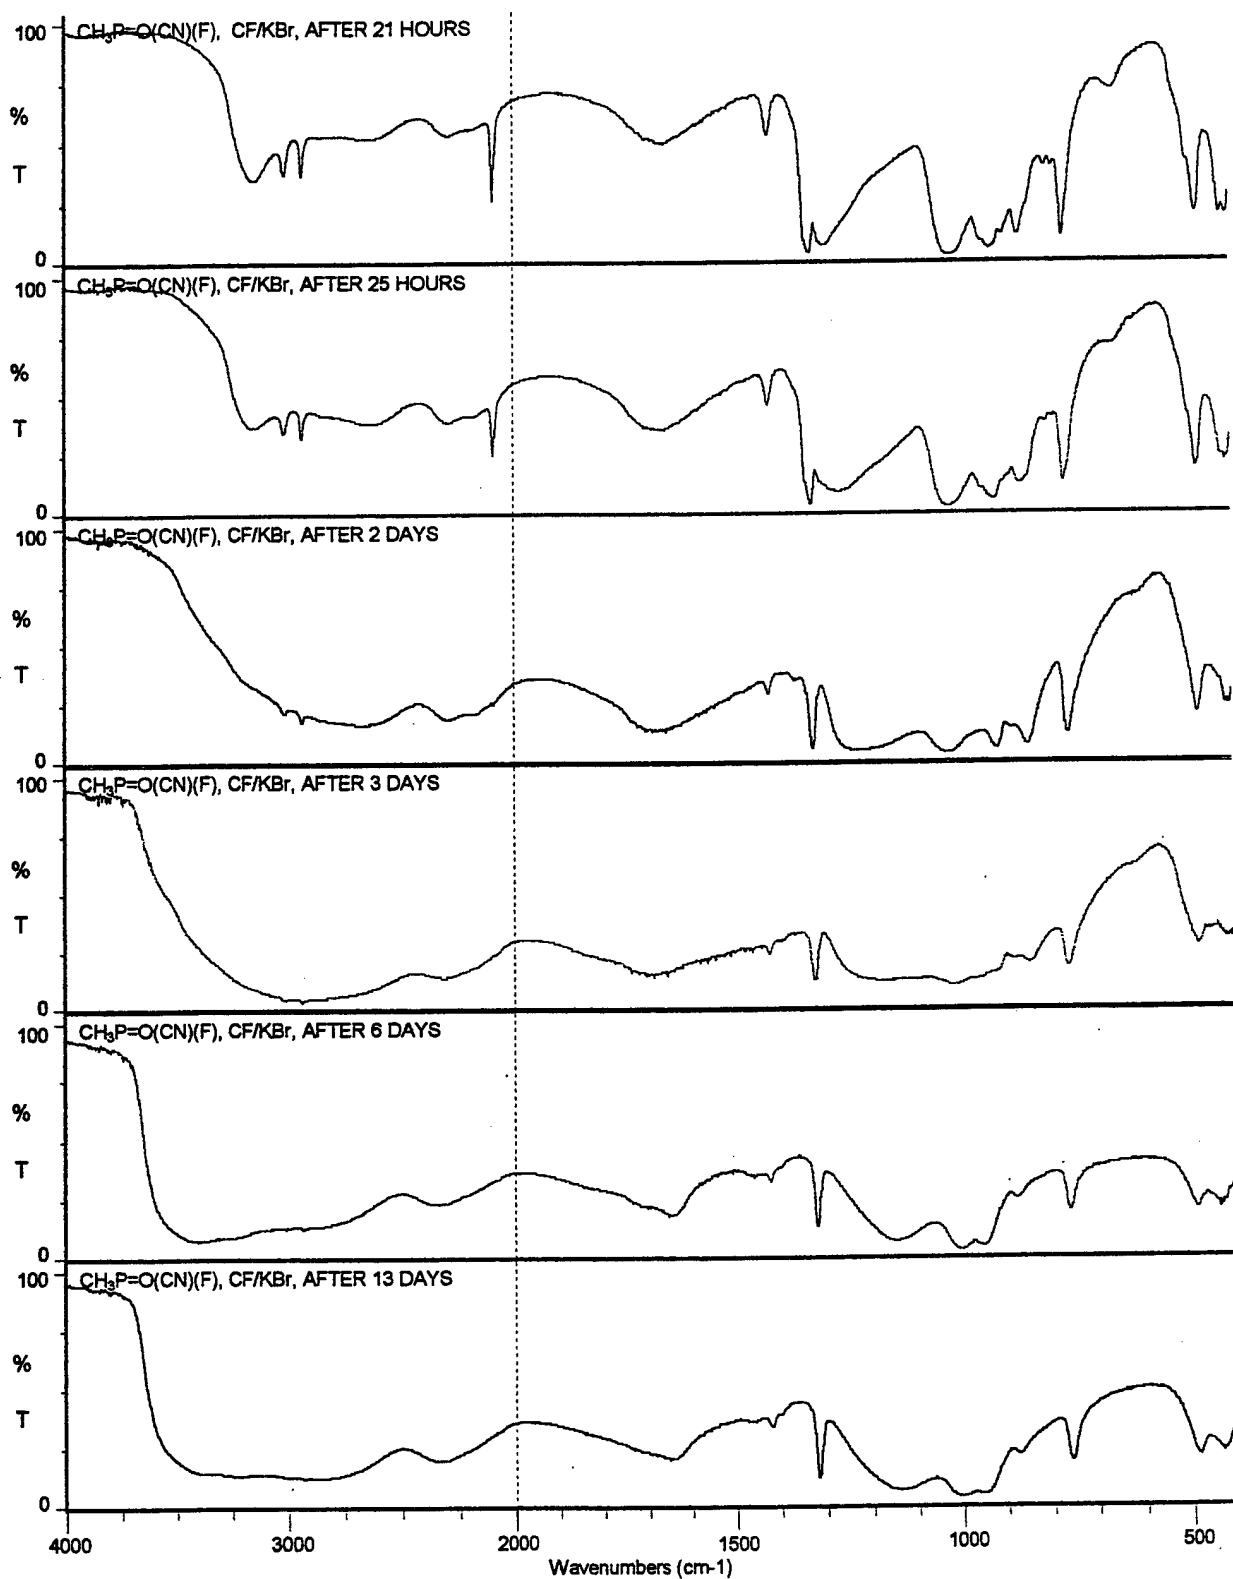 100
CH₃P=O(CN)(F), CF/KBr, AFTER 21 HOURS
%
T
0
100
CH₃P=O(CN)(F), CF/KBr, AFTER 25 HOURS
%
T
0
100
CH₃P=O(CN)(F), CF/KBr, AFTER 2 DAYS
%
T
0
100
CH₃P=O(CN)(F), CF/KBr, AFTER 3 DAYS
%
T
0
100
CH₃P=O(CN)(F), CF/KBr, AFTER 6 DAYS
%
T
0
100
CH₃P=O(CN)(F), CF/KBr, AFTER 13 DAYS
%
T
0
4000 3000 2000 1500 1000 500
Wavenumbers (cm-1)